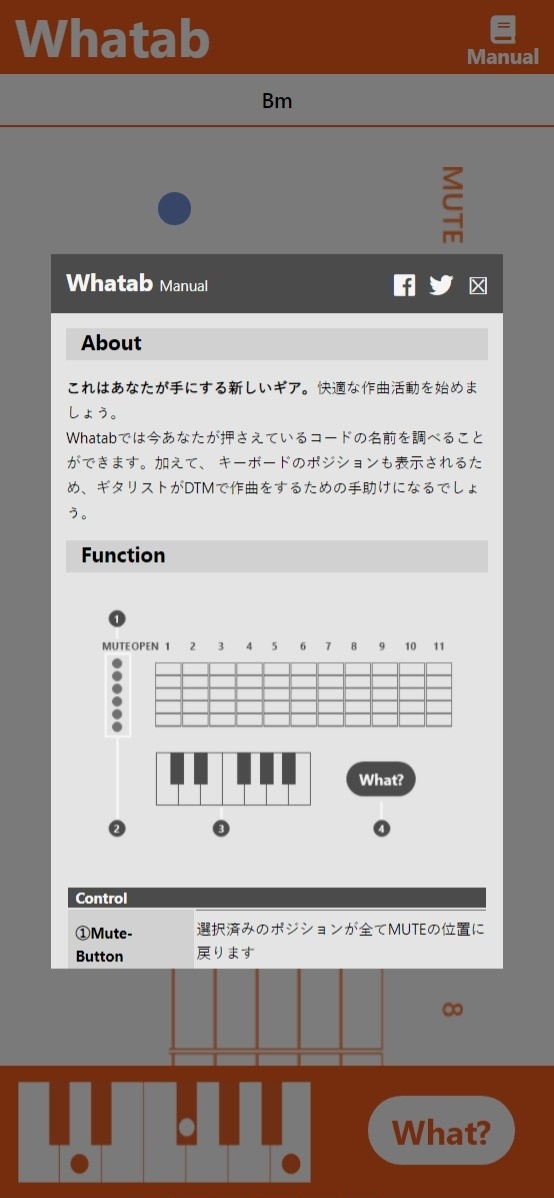 Whatab
Manual
Bm
MUTE
Whatab Manual
About
これはあなたが手にする新しいギア。快適な作曲活動を始めま
しょう。
Whatabでは今あなたが押さえているコードの名前を調べること
ができます。加えて、 キーボードのポジションも表示されるた
め、ギタリストがDTMで作曲をするための手助けになるでしょ
う。
Function
1
MUTE OPEN 1 2 3 4 5 6 7 8 9 10 11
What?
2 3 4
Control
①Mute-
Button
選択済みのポジションが全てMUTEの位置に
戻ります
8
What?